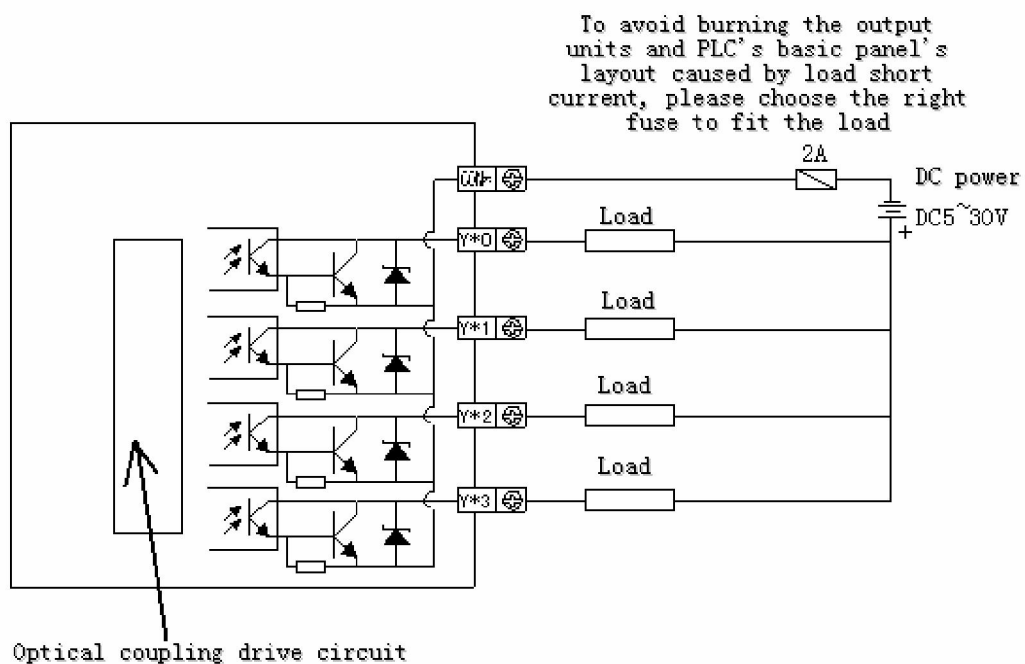 To avoid burning the output
units and PLC's basic panel's
layout caused by load short
current, please choose the right
fuse to fit the load
2A
DC power
DC5~30V
+
Load
Y*0
Load
Y*1
Load
Y*2
Load
Y*3
Optical coupling drive circuit